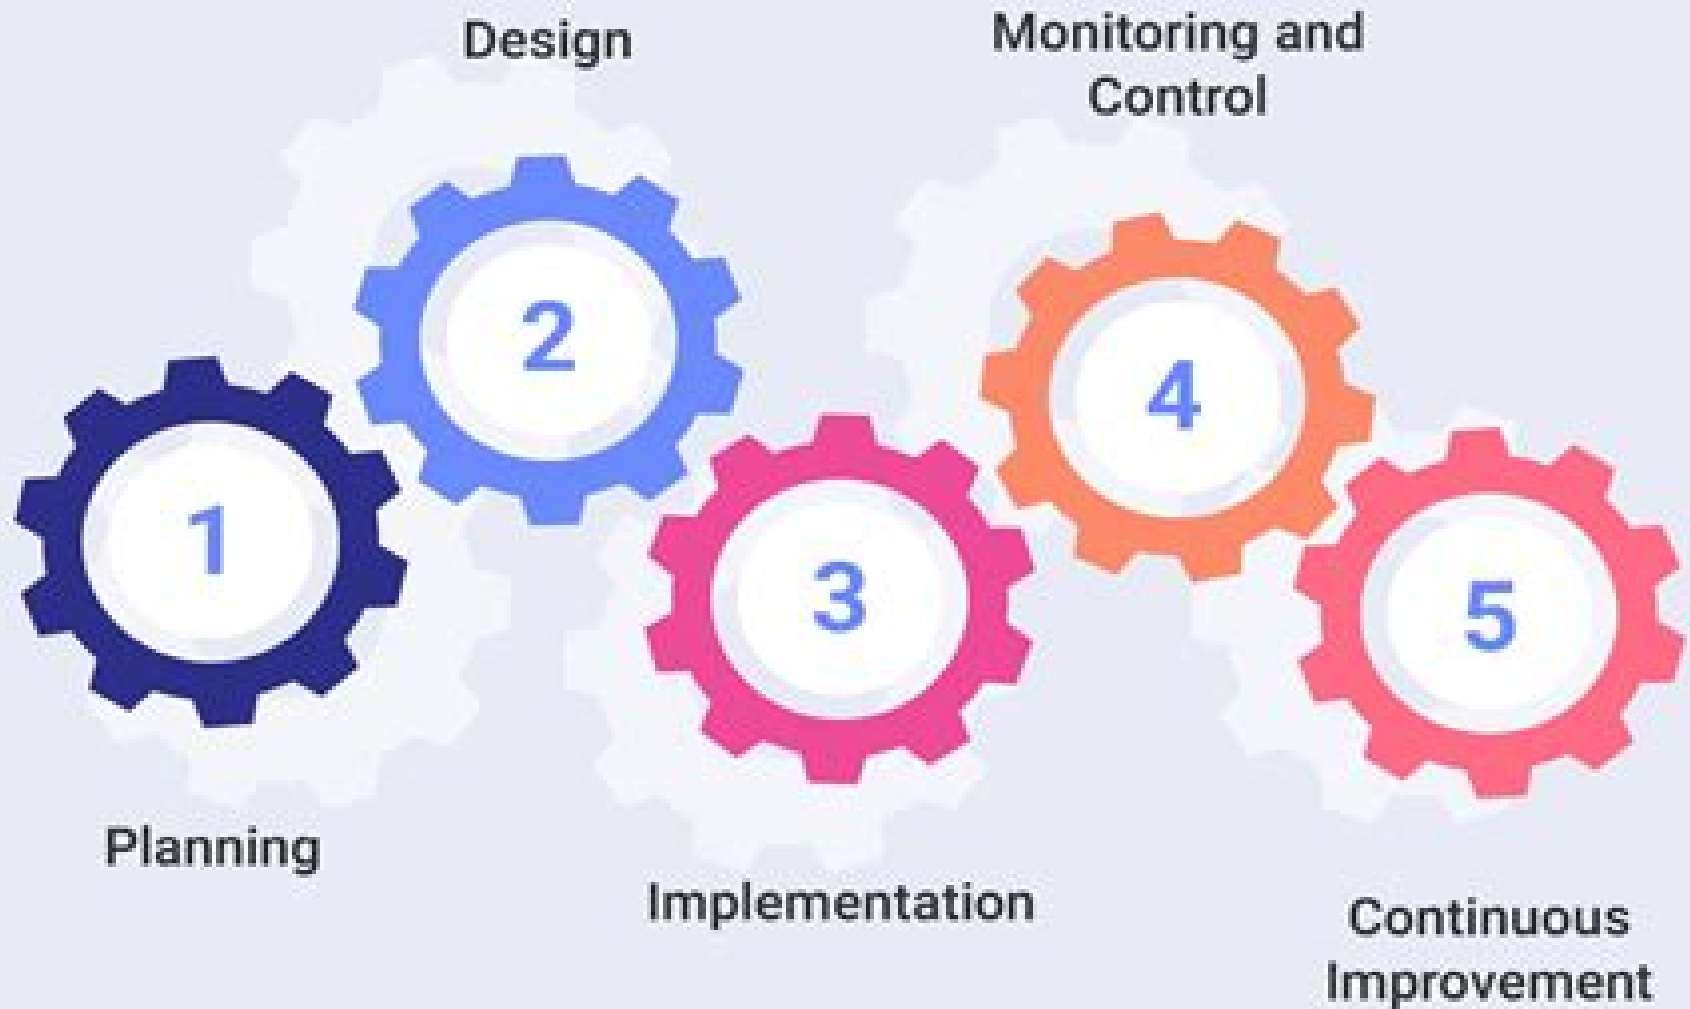 1
Planning
2
Design
3
Implementation
4
Monitoring and
Control
5
Continuous
Improvement